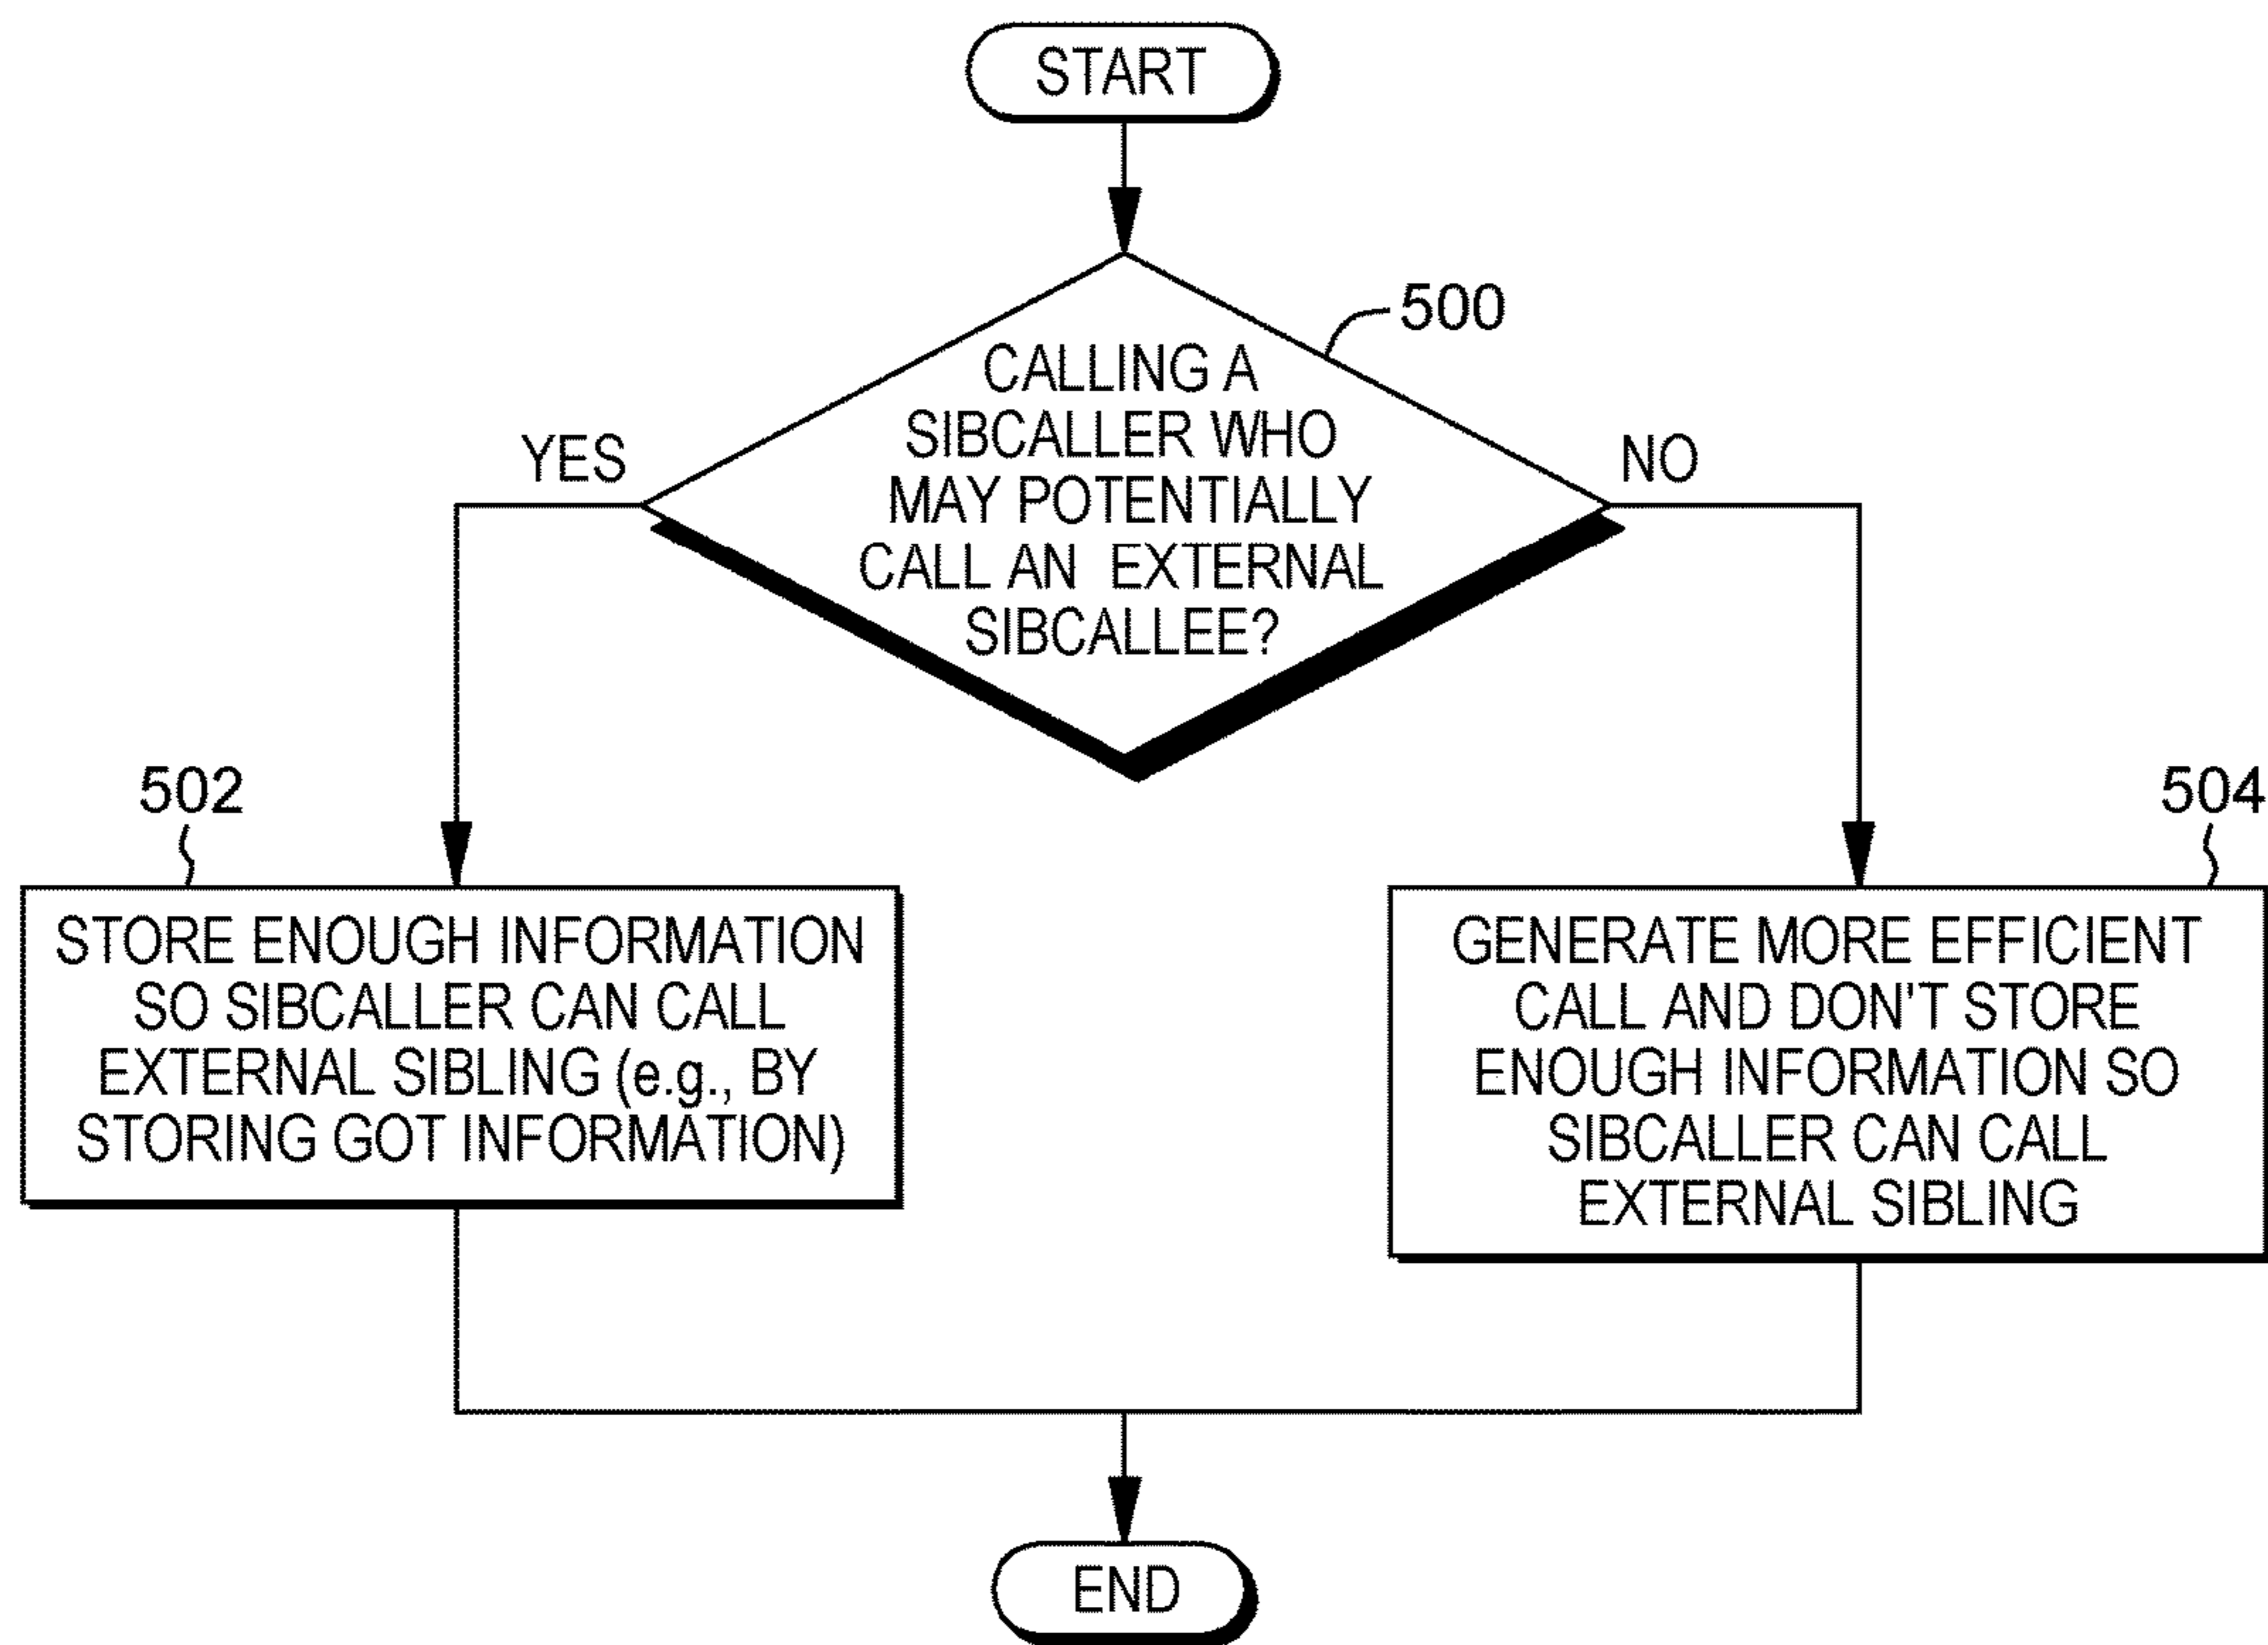 START
500
CALLING A
SIBCALLER WHO
MAY POTENTIALLY
CALL AN EXTERNAL
SIBCALLEE?
YES
NO
502
STORE ENOUGH INFORMATION
SO SIBCALLER CAN CALL
EXTERNAL SIBLING (e.g., BY
STORING GOT INFORMATION)
504
GENERATE MORE EFFICIENT
CALL AND DON'T STORE
ENOUGH INFORMATION SO
SIBCALLER CAN CALL
EXTERNAL SIBLING
END